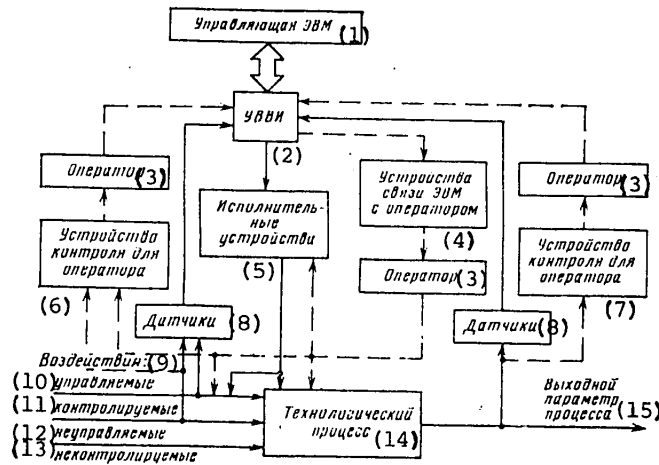 Управляющая ЭВМ (1)
УВВИ
(2)
Оператор (3)
Устройства
контроля для
оператора
(6)
Исполнитель-
ные
устройства
(5)
Устройства
связи ЭВМ
с оператором
(4)
Оператор (3)
Оператор (3)
Устройства
контроля для
оператора
(7)
Датчики (8)
Датчики (8)
Воздействия: (9)
(10) управляемые
(11) контролируемые
(12) неуправляемые
(13) неконтролируемые
Технологический
процесс (14)
Выходной
параметр
процесса (15)